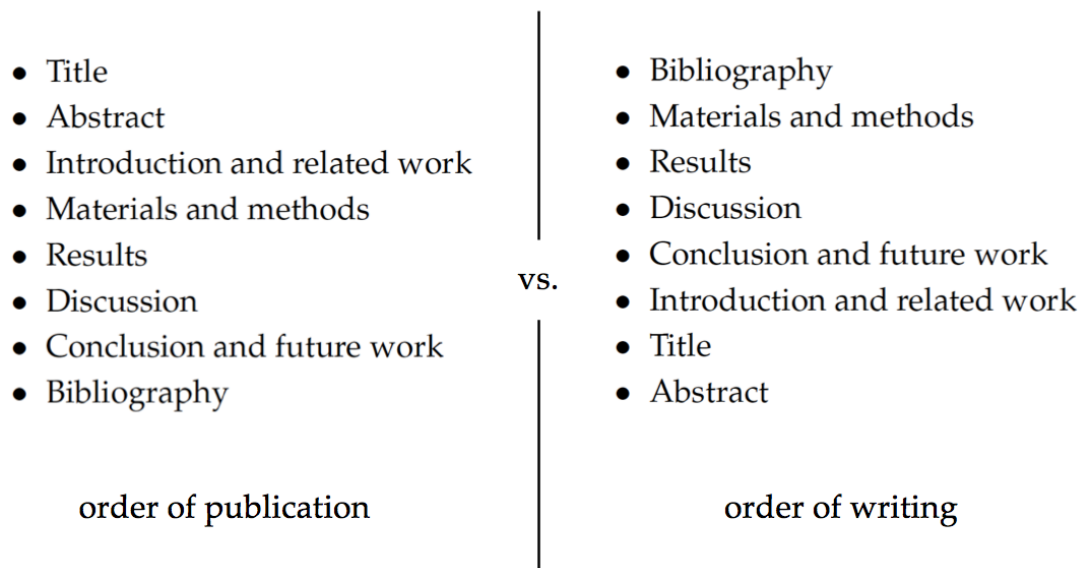 • Title
• Abstract
• Introduction and related work
• Materials and methods
• Results
• Discussion
• Conclusion and future work
• Bibliography
order of publication
vs.
• Bibliography
• Materials and methods
• Results
• Discussion
• Conclusion and future work
• Introduction and related work
• Title
• Abstract
order of writing